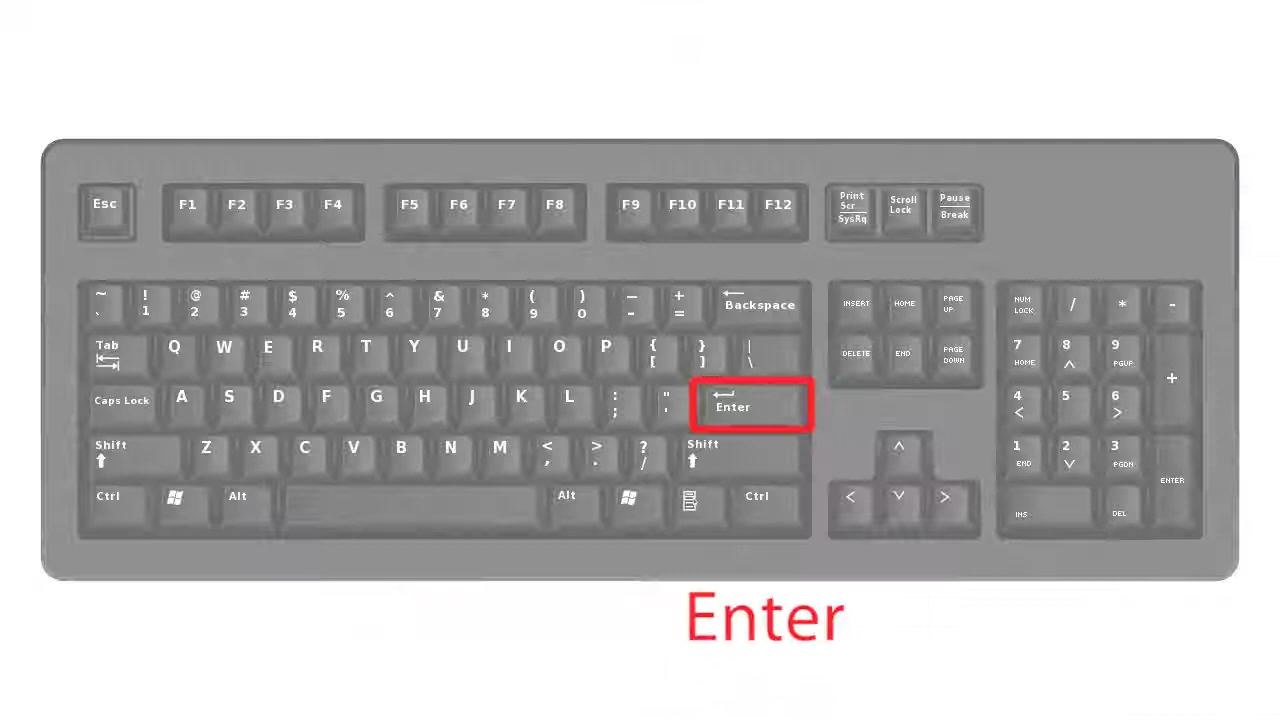 Esc F1 F2 F3 F4 F5 F6 F7 F8 F9 F10 F11 F12 Print Scr SysRq Scroll Lock Pause Break
~ ` ! 1 @ 2 # 3 $ 4 % 5 ^ 6 & 7 * 8 ( 9 ) 0 — - + = Backspace INSERT HOME PAGE UP NUM LOCK / * -
Tab Q W E R T Y U I O P { [ } ] | \ DELETE END PAGE DOWN 7 HOME 8 9 PGUP +
Caps Lock A S D F G H J K L : ; " ' Enter 4 < 5 6 >
Shift Z X C V B N M < , > . ? / Shift 1 END 2 3 PGDN ENTER
Ctrl Alt Alt Ctrl INS DEL
Enter